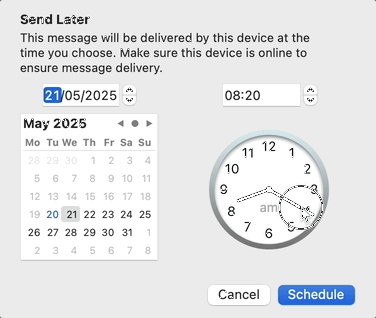 Send Later
This message will be delivered by this device at the
time you choose. Make sure this device is online to
ensure message delivery.
21/05/2025
08:20
May 2025
Mo Tu We Th Fr Sa Su
28 29 30 1 2 3 4
5 6 7 8 9 10 11
12 13 14 15 16 17 18
19 20 21 22 23 24 25
26 27 28 29 30 31 1
2 3 4 5 6 7 8
12
11 1
10 2
9 3
am
8
7 5
6
Cancel Schedule